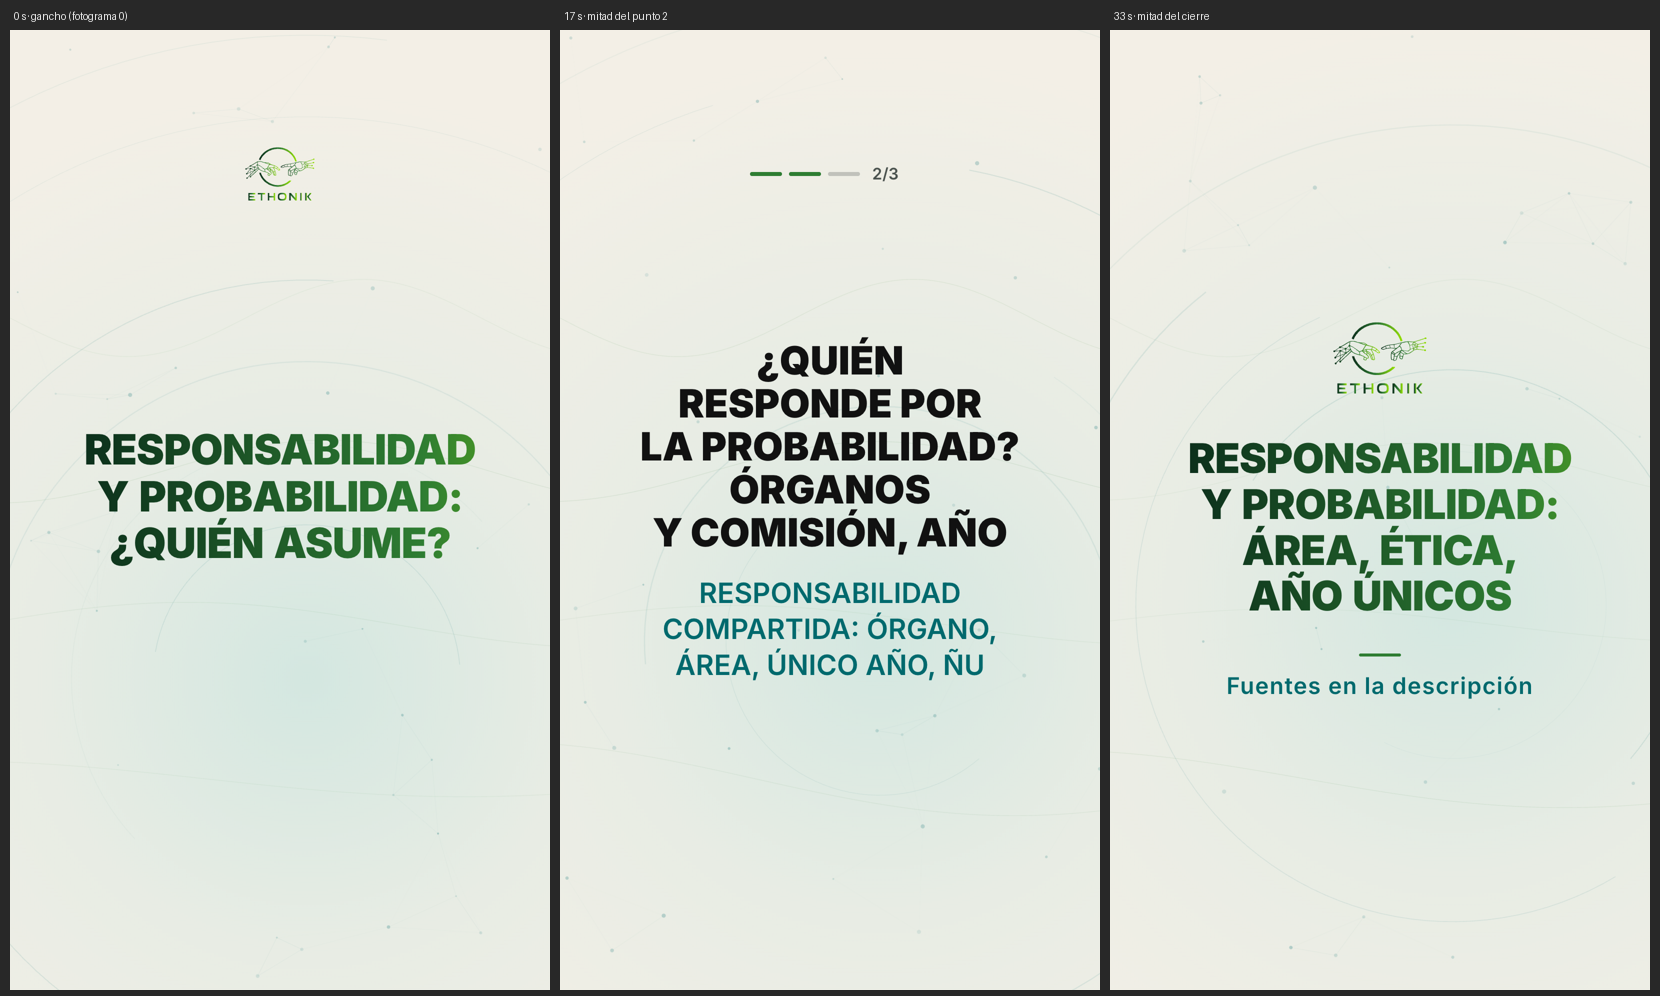 0 s · gancho (fotograma 0)
ETHONIK
RESPONSABILIDAD
Y PROBABILIDAD:
¿QUIÉN ASUME?
17 s · mitad del punto 2
2/3
¿QUIÉN
RESPONDE POR
LA PROBABILIDAD?
ÓRGANOS
Y COMISIÓN, AÑO
RESPONSABILIDAD
COMPARTIDA: ÓRGANO,
ÁREA, ÚNICO AÑO, ÑU
33 s · mitad del cierre
ETHONIK
RESPONSABILIDAD
Y PROBABILIDAD:
ÁREA, ÉTICA,
AÑO ÚNICOS
Fuentes en la descripción